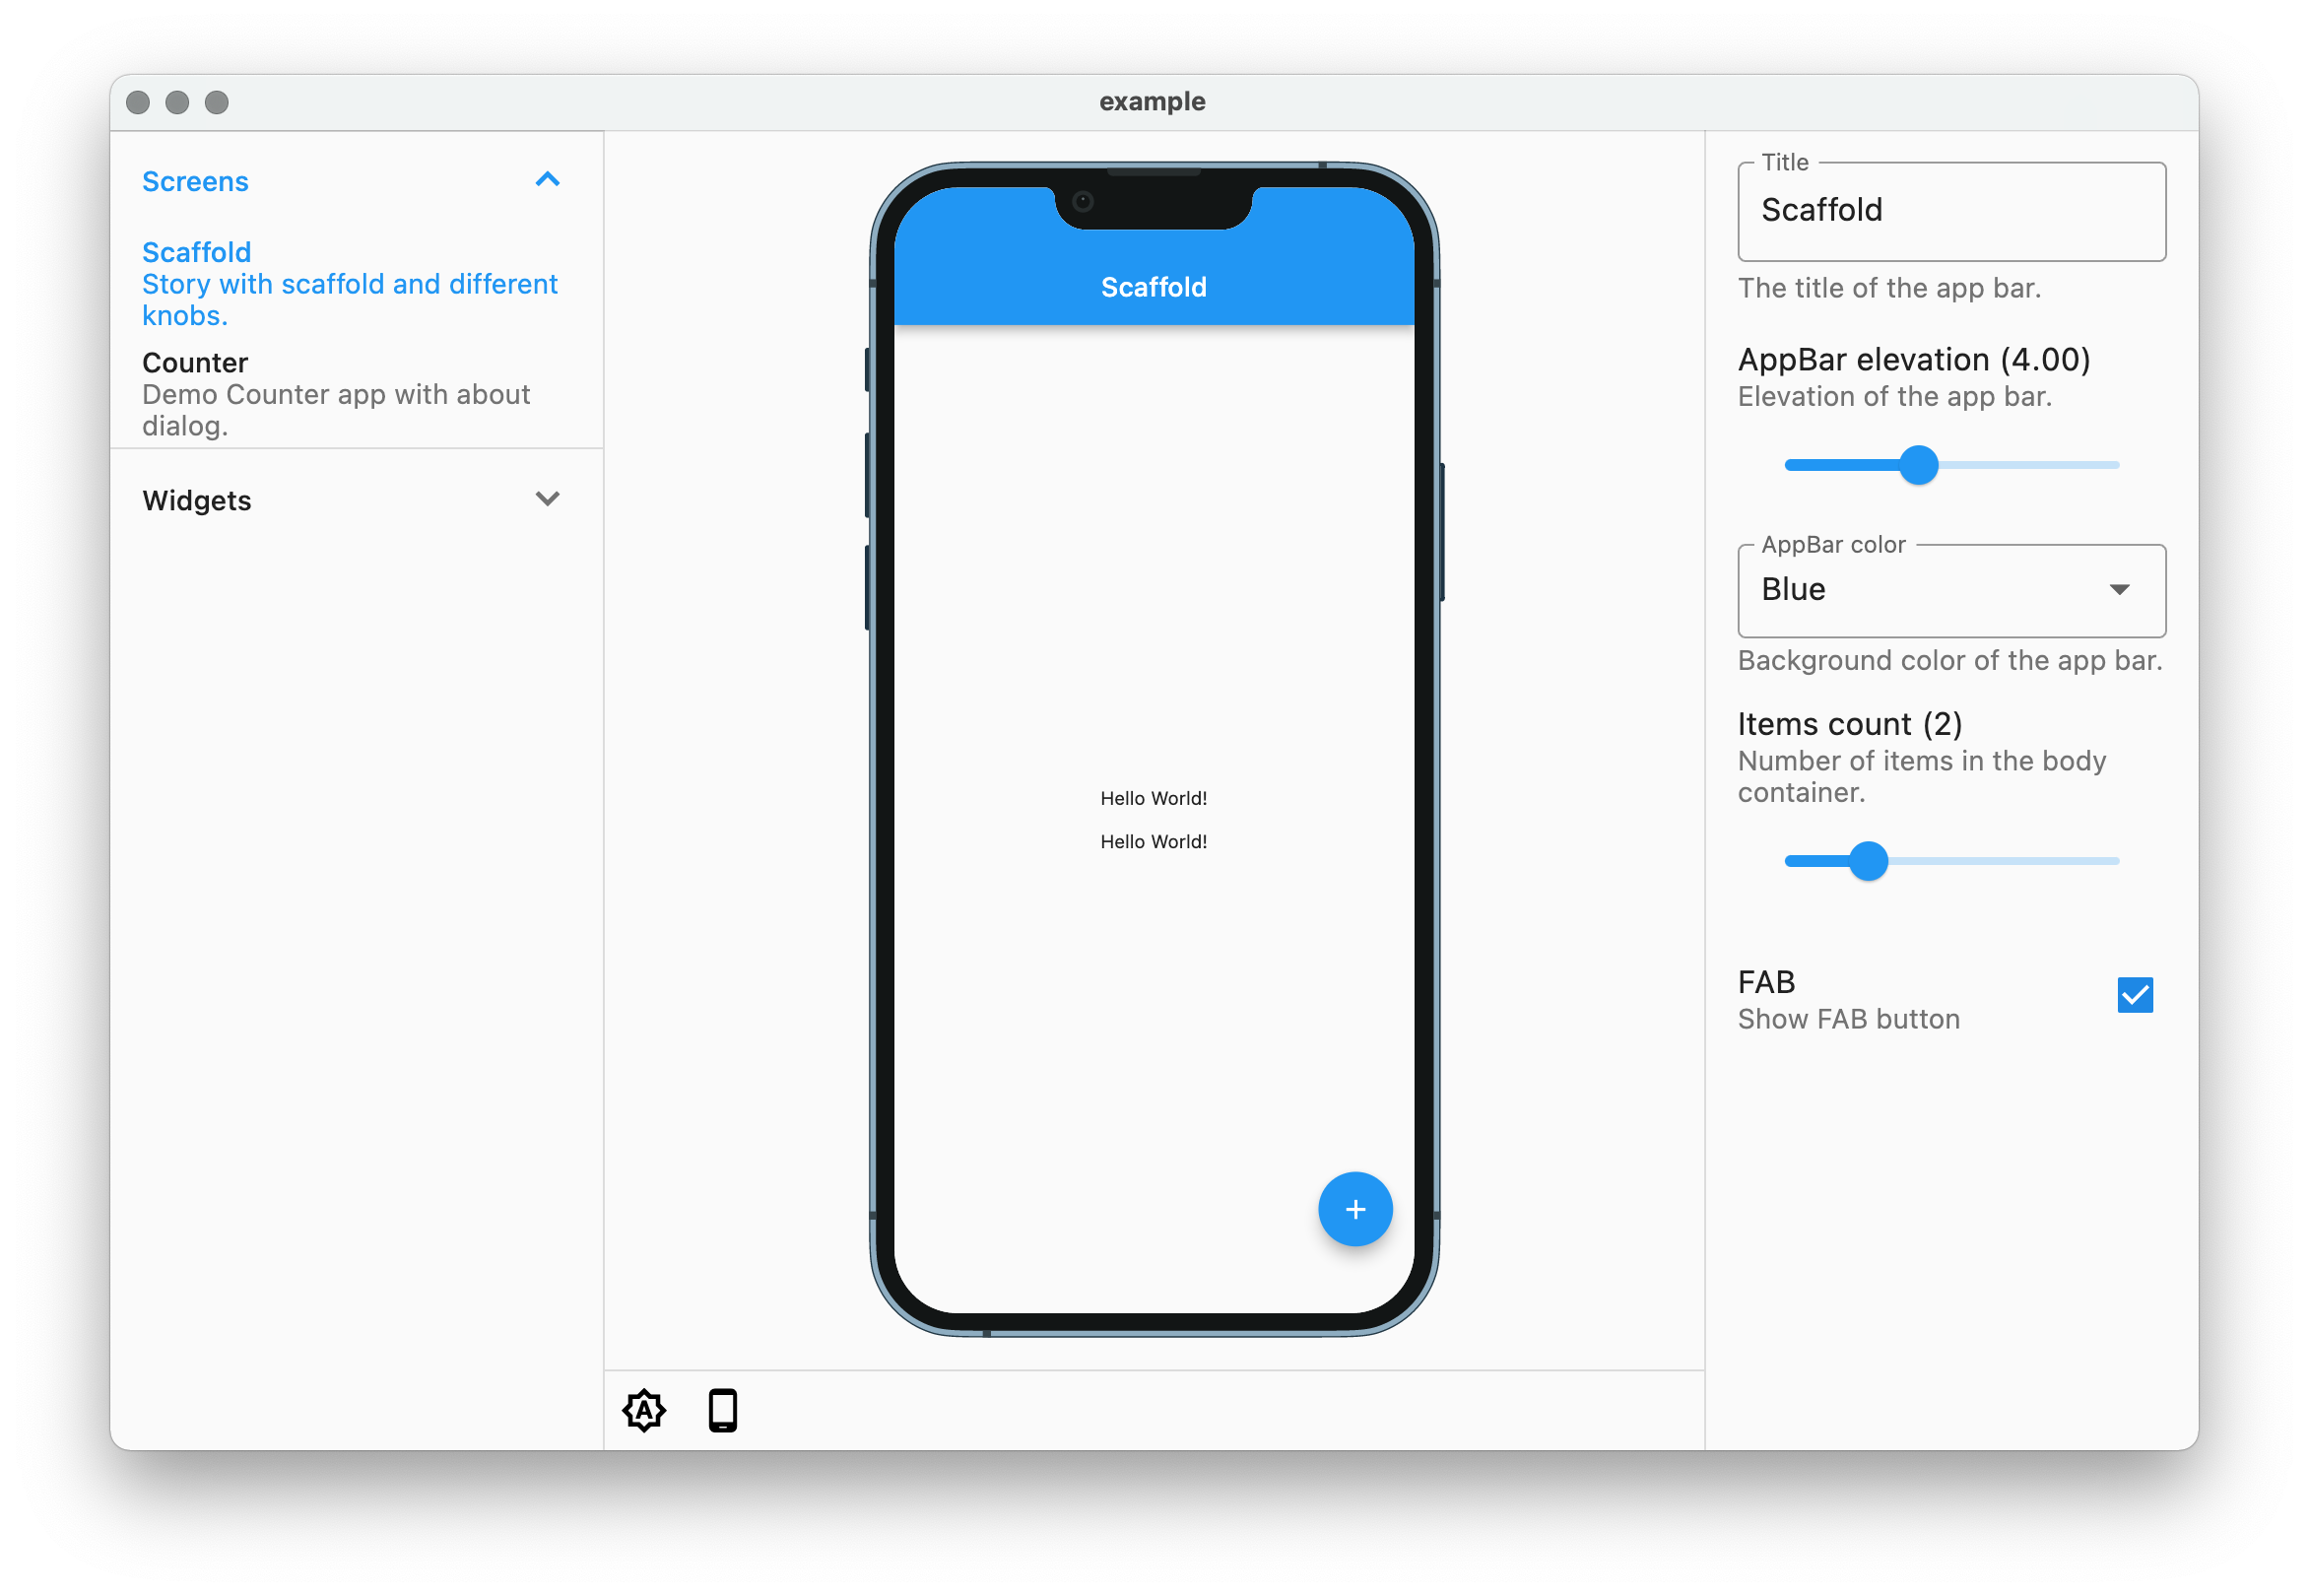 example
Screens
Scaffold
Story with scaffold and different
knobs.
Counter
Demo Counter app with about
dialog.
Widgets
Scaffold
Hello World!
Hello World!
+
A
Title
Scaffold
The title of the app bar.
AppBar elevation (4.00)
Elevation of the app bar.
AppBar color
Blue
Background color of the app bar.
Items count (2)
Number of items in the body
container.
FAB
Show FAB button